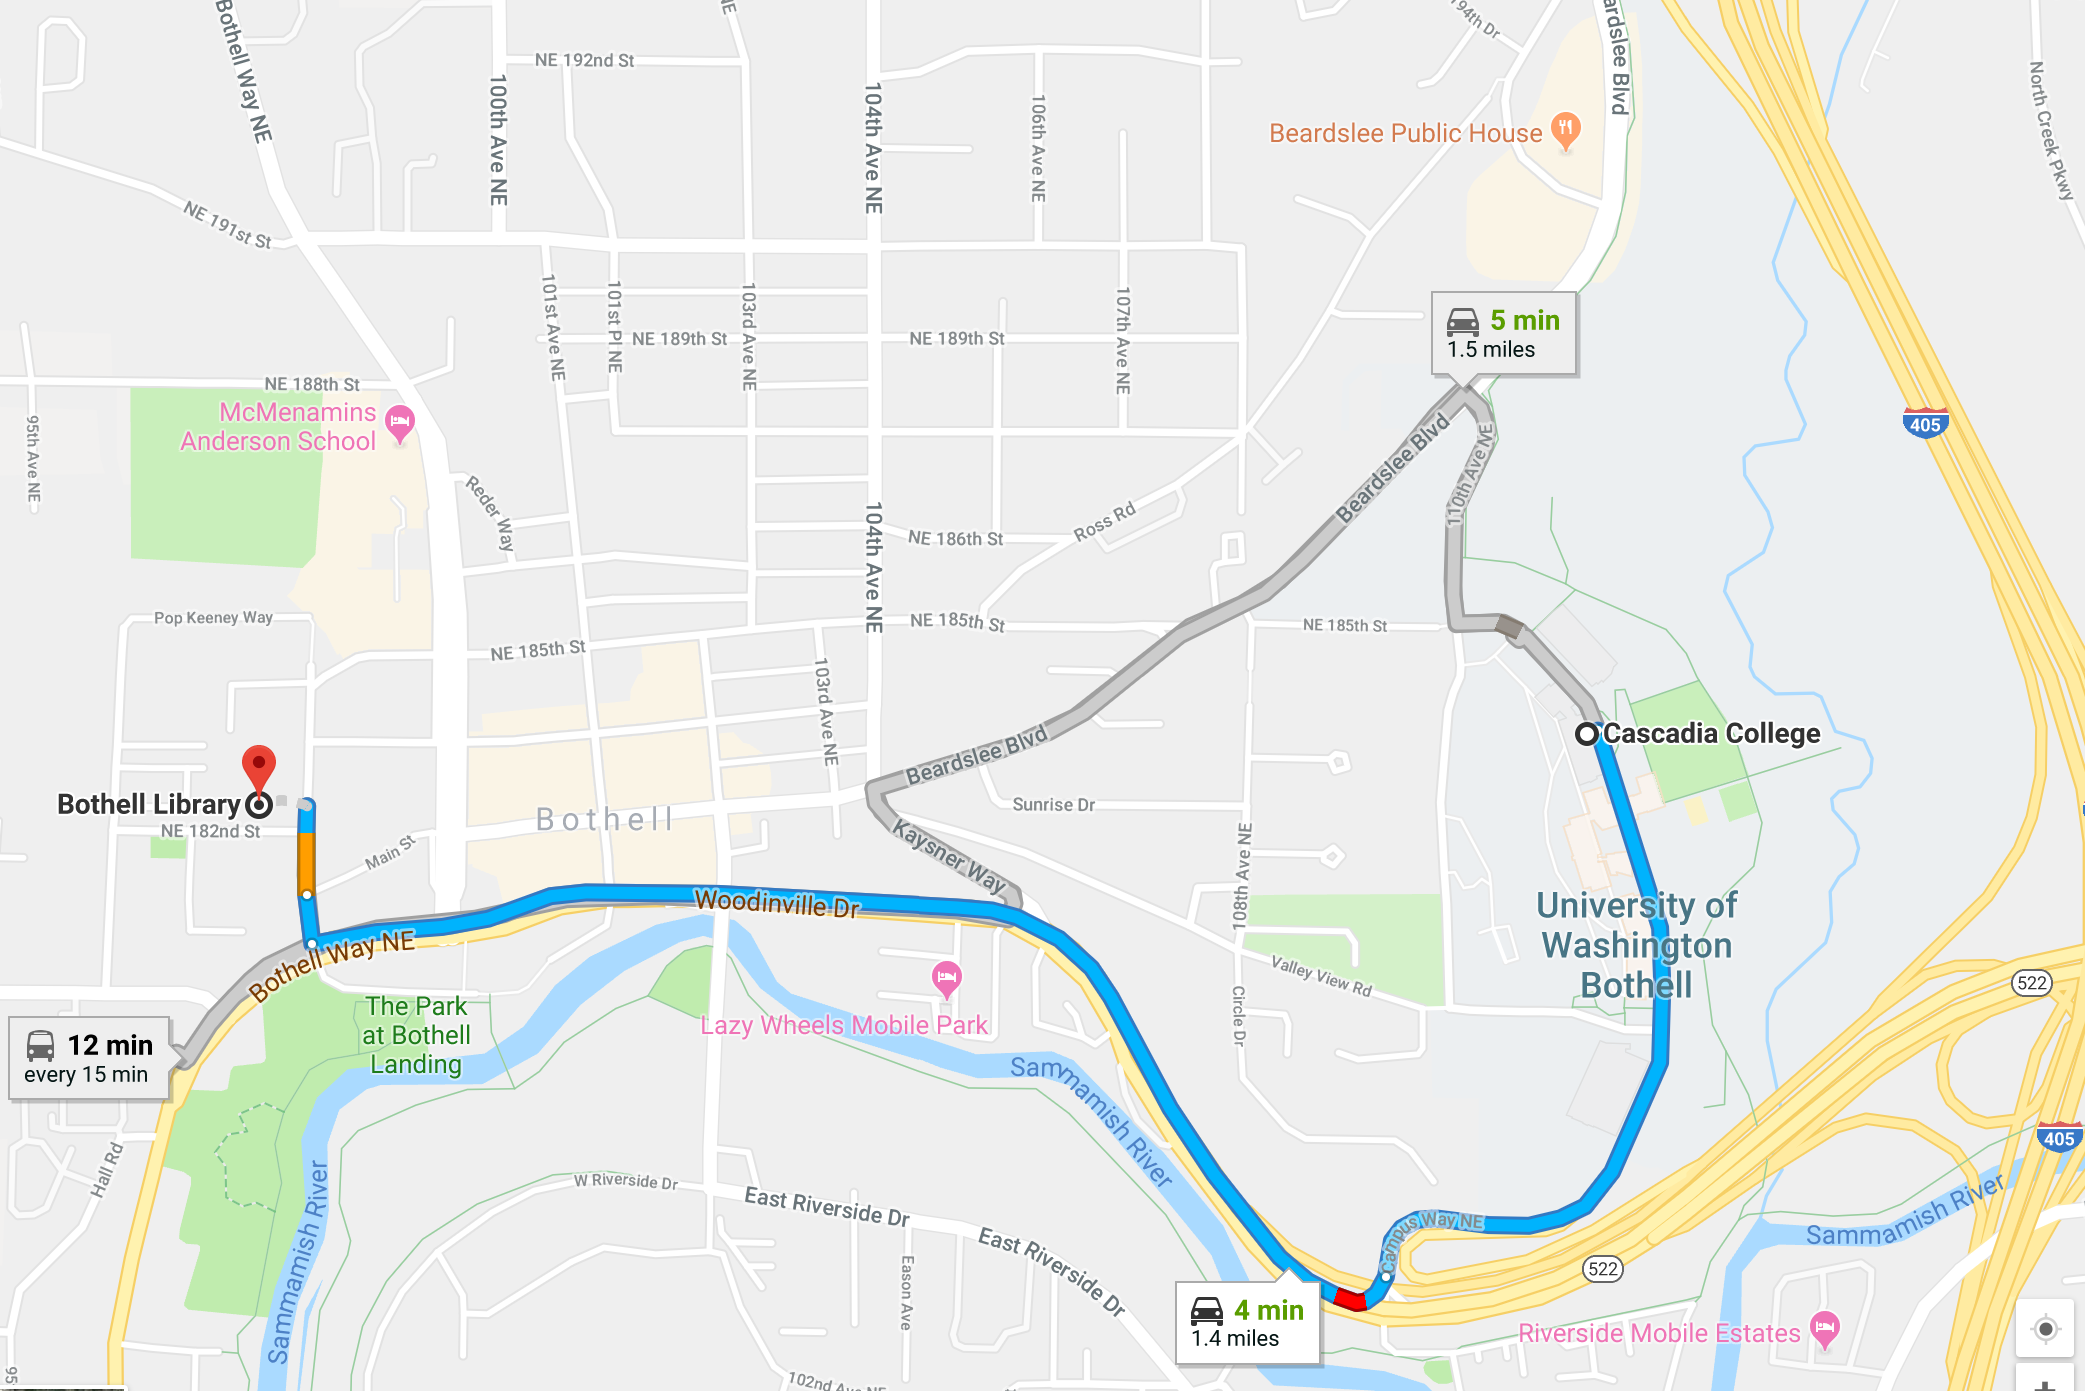 Bothell Way NE
NE
194th Dr
Beardslee Blvd
NE 192nd St
100th Ave NE
104th Ave NE
106th Ave NE
North Creek Pkwy
Beardslee Public House
NE 191st St
101st Ave NE
101st Pl NE
103rd Ave NE
107th Ave NE
5 min
1.5 miles
NE 189th St
NE 189th St
NE 188th St
McMenamins
Anderson School
405
95th Ave NE
Beardslee Blvd
110th Ave NE
Reder Way
104th Ave NE
Ross Rd
NE 186th St
Pop Keeney Way
NE 185th St
NE 185th St
NE 185th St
103rd Ave NE
Cascadia College
Beardslee Blvd
Bothell Library
Sunrise Dr
Bothell
NE 182nd St
Main St
Kaysner Way
108th Ave NE
Woodinville Dr
University of
Washington
Bothell
Bothell Way NE
Valley View Rd
522
The Park
at Bothell
Landing
Lazy Wheels Mobile Park
Circle Dr
12 min
every 15 min
Sammamish River
405
Hall Rd
W Riverside Dr
East Riverside Dr
Sammamish River
Campus Way NE
Sammamish River
East Riverside Dr
522
Eason Ave
4 min
1.4 miles
Riverside Mobile Estates
95
102nd Ave NE